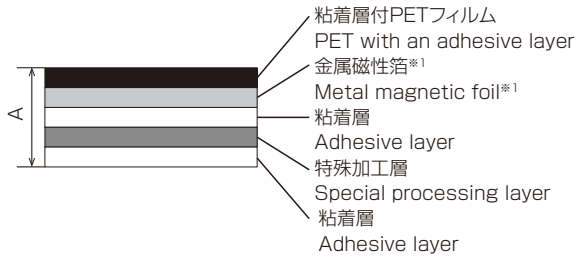 粘着層付PETフィルム
PET with an adhesive layer
金属磁性箔※1
Metal magnetic foil※1
粘着層
Adhesive layer
特殊加工層
Special processing layer
粘着層
Adhesive layer
A